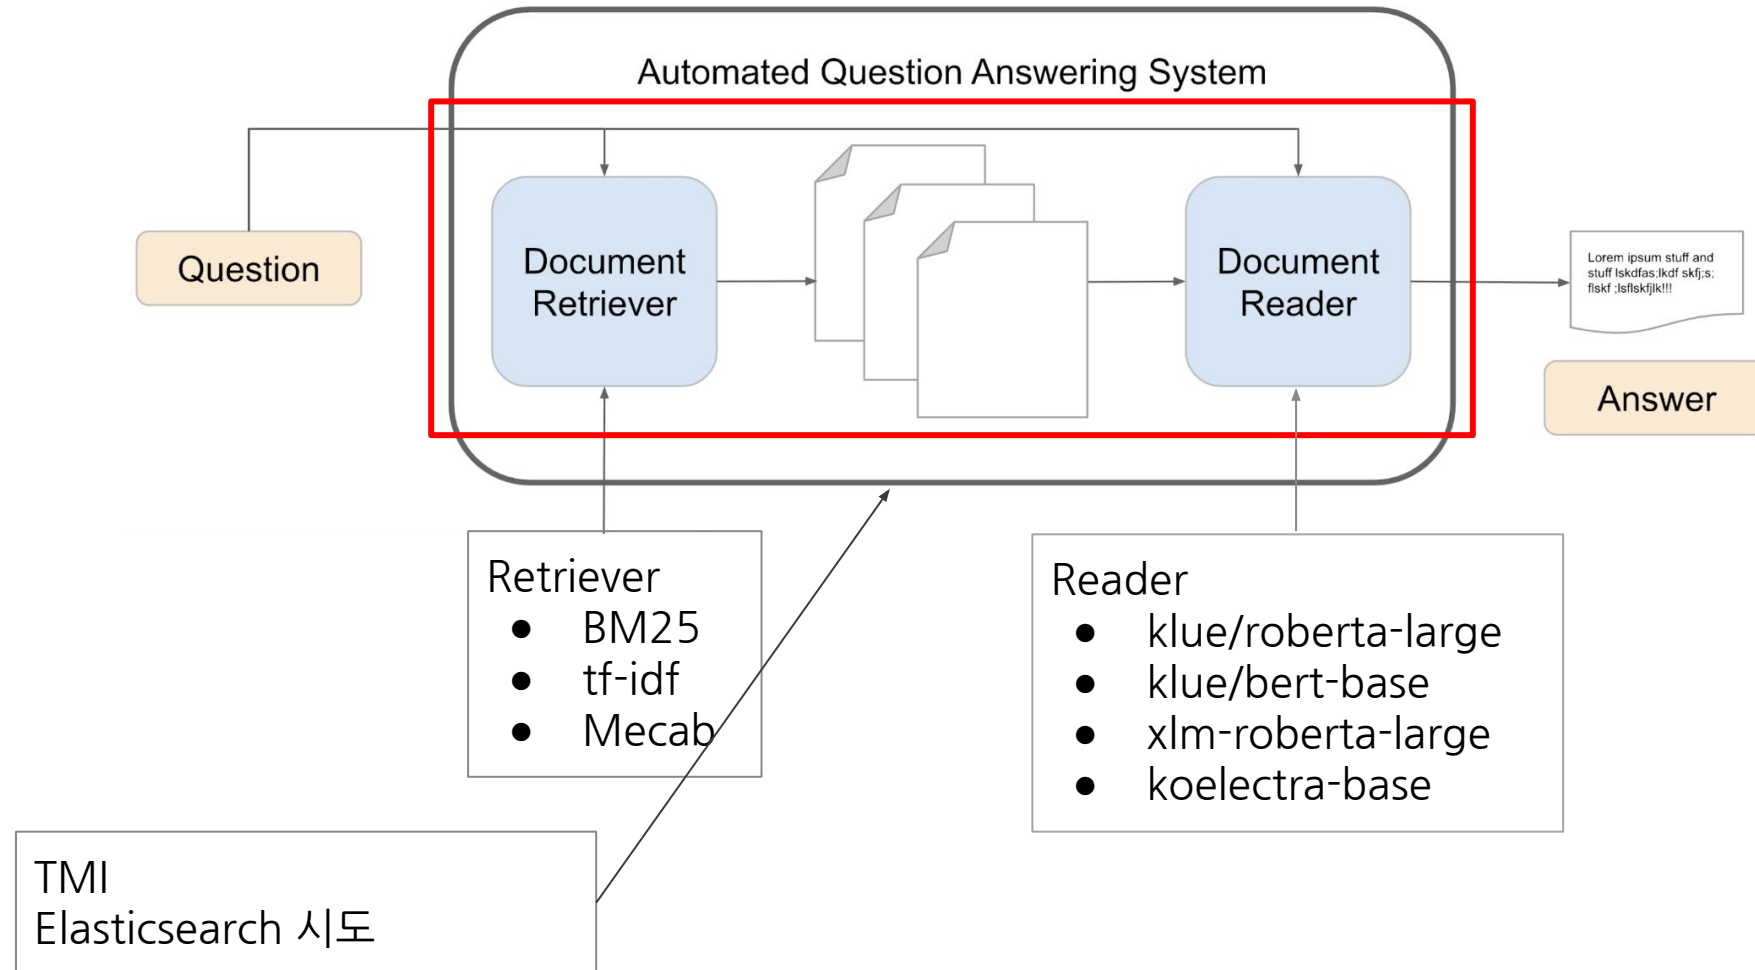 Automated Question Answering System
Question
Document
Retriever
Document
Reader
Lorem ipsum stuff and
stuff lskdfas;lkdf skfj;s;
flskf ;lsflskfjlk!!!
Answer
Retriever
● BM25
● tf-idf
● Mecab
Reader
● klue/roberta-large
● klue/bert-base
● xlm-roberta-large
● koelectra-base
TMI
Elasticsearch 시도